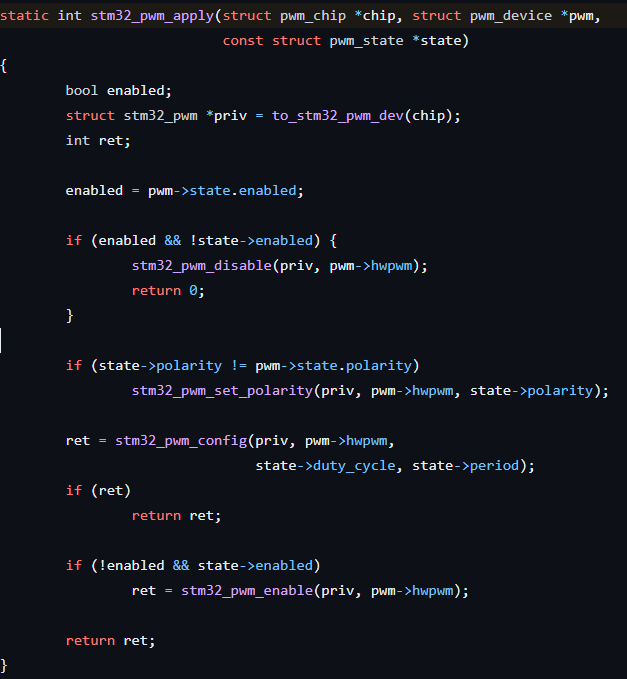 static int stm32_pwm_apply(struct pwm_chip *chip, struct pwm_device *pwm,
                           const struct pwm_state *state)
{
        bool enabled;
        struct stm32_pwm *priv = to_stm32_pwm_dev(chip);
        int ret;

        enabled = pwm->state.enabled;

        if (enabled && !state->enabled) {
                stm32_pwm_disable(priv, pwm->hwpwm);
                return 0;
        }

        if (state->polarity != pwm->state.polarity)
                stm32_pwm_set_polarity(priv, pwm->hwpwm, state->polarity);

        ret = stm32_pwm_config(priv, pwm->hwpwm,
                               state->duty_cycle, state->period);
        if (ret)
                return ret;

        if (!enabled && state->enabled)
                ret = stm32_pwm_enable(priv, pwm->hwpwm);

        return ret;
}